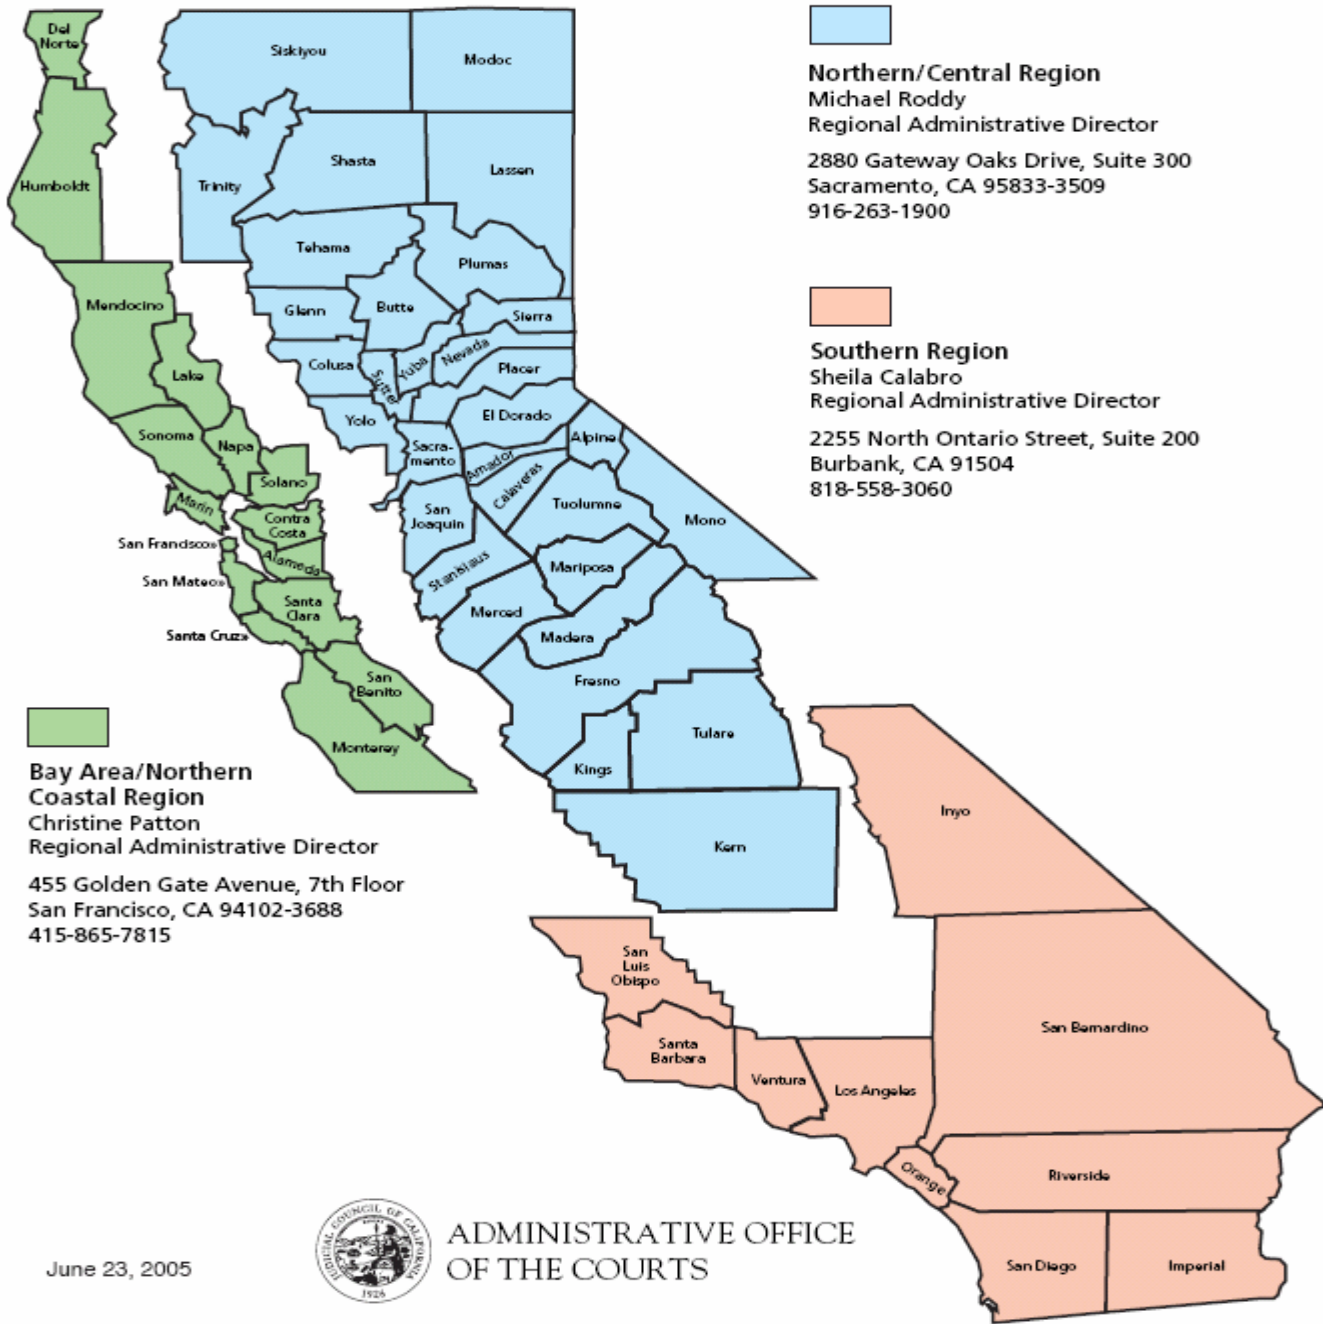 Del
Norte
Siskiyou
Modoc
Humboldt
Trinity
Shasta
Lassen
Tehama
Plumas
Mendocino
Glenn
Butte
Sierra
Lake
Colusa
Sutter
Yuba
Nevada
Placer
Sonoma
Napa
Yolo
El Dorado
Sacra-
mento
Alpine
Amador
Calaveras
Marin
Solano
Contra
Costa
San
Joaquin
Tuolumne
Mono
San Francisco»
Alameda
Stanislaus
Mariposa
San Mateo»
Santa
Clara
Merced
Santa Cruz»
Madera
San
Benito
Fresno
Monterey
Kings
Tulare
Kern
Inyo
San
Luis
Obispo
San Bernardino
Santa
Barbara
Ventura
Los Angeles
Orange
Riverside
San Diego
Imperial
Northern/Central Region
Michael Roddy
Regional Administrative Director
2880 Gateway Oaks Drive, Suite 300
Sacramento, CA 95833-3509
916-263-1900
Southern Region
Sheila Calabro
Regional Administrative Director
2255 North Ontario Street, Suite 200
Burbank, CA 91504
818-558-3060
Bay Area/Northern
Coastal Region
Christine Patton
Regional Administrative Director
455 Golden Gate Avenue, 7th Floor
San Francisco, CA 94102-3688
415-865-7815
June 23, 2005
JUDICIAL COUNCIL OF CALIFORNIA
1926
ADMINISTRATIVE OFFICE
OF THE COURTS